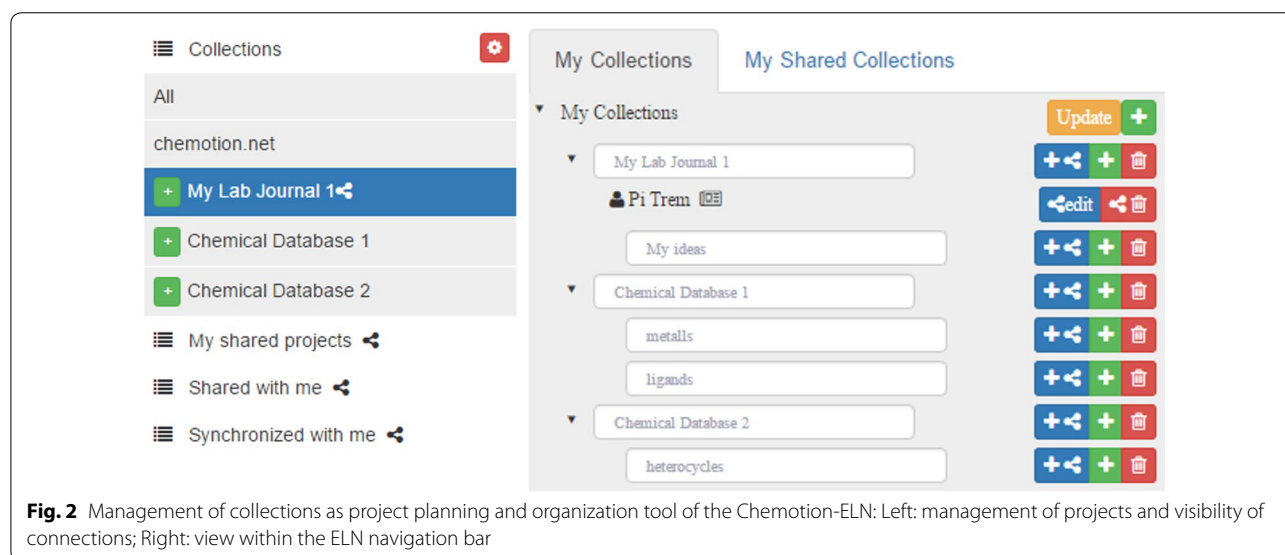 Collections
All
chemotion.net
+ My Lab Journal 1
+ Chemical Database 1
+ Chemical Database 2
My shared projects
Shared with me
Synchronized with me
My Collections My Shared Collections
My Collections Update +
My Lab Journal 1 + +
Pi Trem edit
My ideas + +
Chemical Database 1 + +
metalls + +
ligands + +
Chemical Database 2 + +
heterocycles + +
Fig. 2 Management of collections as project planning and organization tool of the Chemotion-ELN: Left: management of projects and visibility of
connections; Right: view within the ELN navigation bar